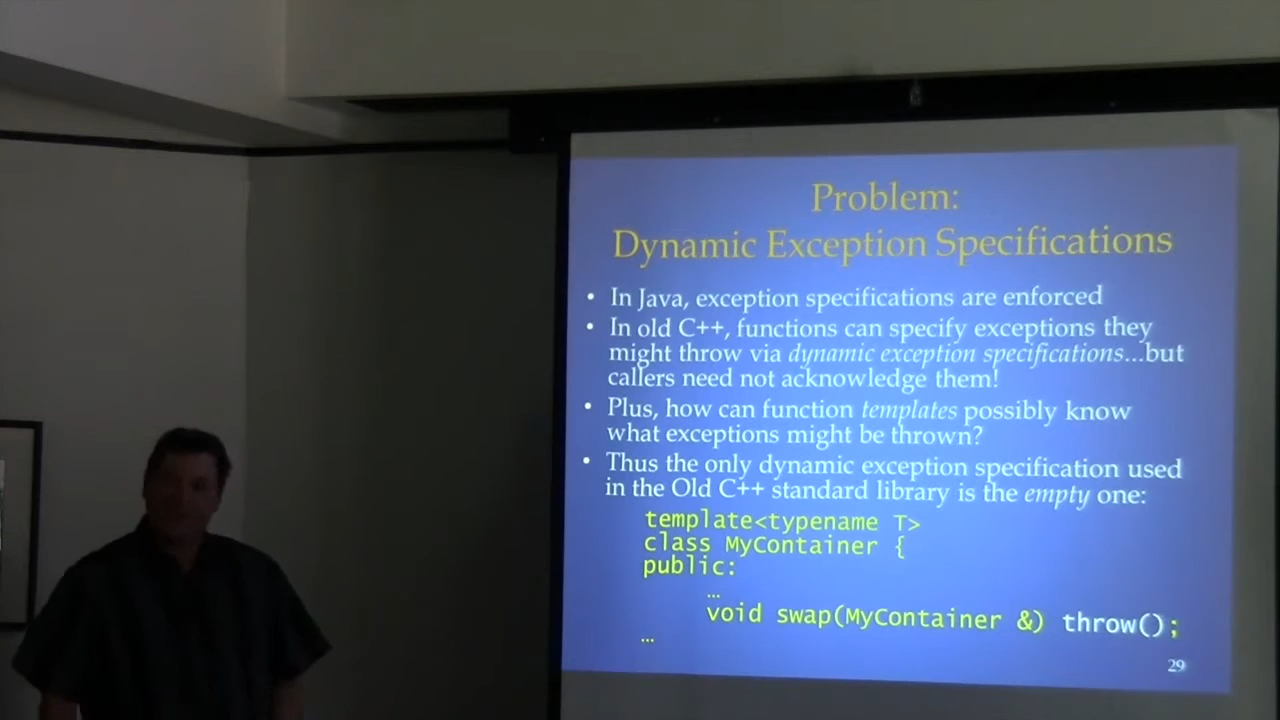 Problem:
Dynamic Exception Specifications
• In Java, exception specifications are enforced
• In old C++, functions can specify exceptions they
might throw via dynamic exception specifications...but
callers need not acknowledge them!
• Plus, how can function templates possibly know
what exceptions might be thrown?
• Thus the only dynamic exception specification used
in the Old C++ standard library is the empty one:
template<typename T>
class MyContainer {
public:
…
void swap(MyContainer &) throw();
…
29